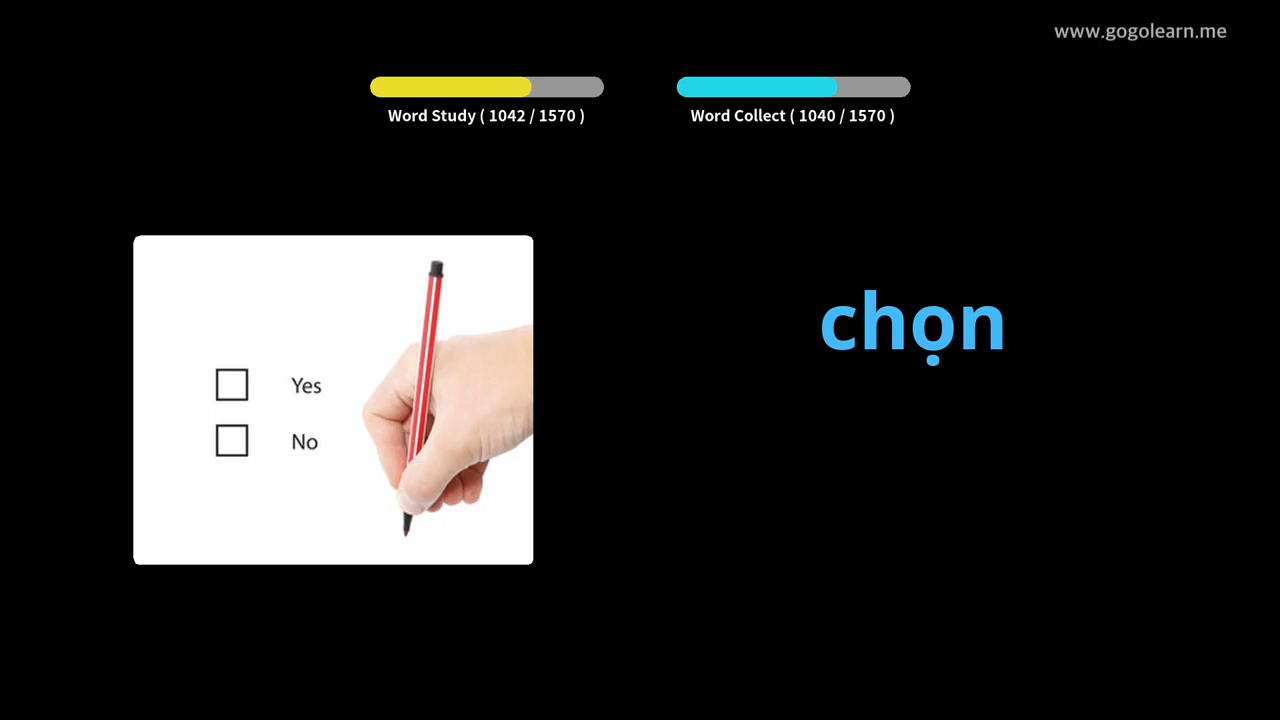 www.gogolearn.me
Word Study ( 1042 / 1570 )
Word Collect ( 1040 / 1570 )
chọn
Yes
No